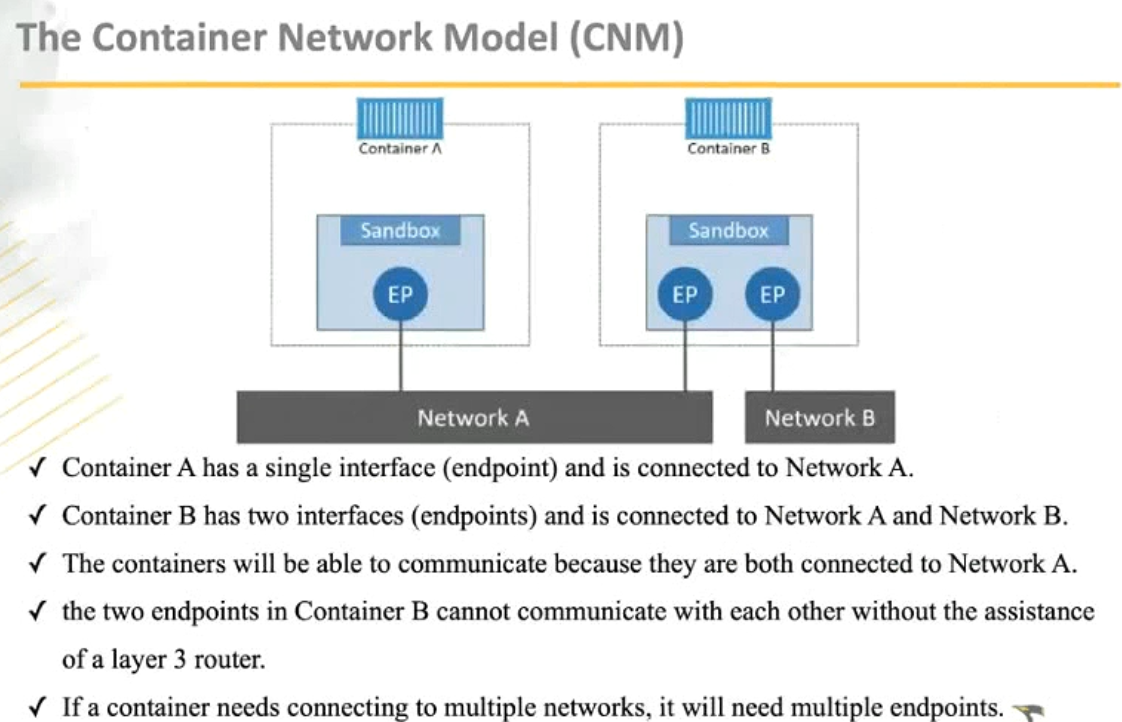 The Container Network Model (CNM)
Container A
Container B
Sandbox
Sandbox
EP
EP
EP
Network A
Network B
✓ Container A has a single interface (endpoint) and is connected to Network A.
✓ Container B has two interfaces (endpoints) and is connected to Network A and Network B.
✓ The containers will be able to communicate because they are both connected to Network A.
✓ the two endpoints in Container B cannot communicate with each other without the assistance
of a layer 3 router.
✓ If a container needs connecting to multiple networks, it will need multiple endpoints.